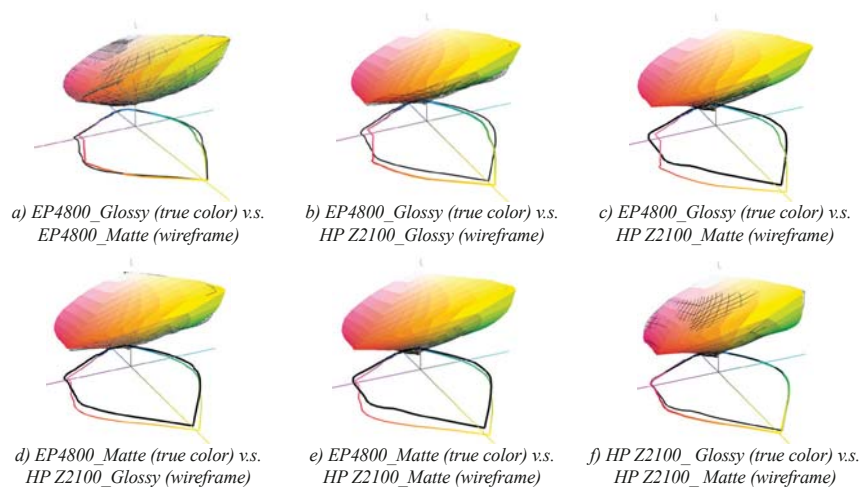 a) EP4800_Glossy (true color) v.s.
EP4800_Matte (wireframe)
b) EP4800_Glossy (true color) v.s.
HP Z2100_Glossy (wireframe)
c) EP4800_Glossy (true color) v.s.
HP Z2100_Matte (wireframe)
d) EP4800_Matte (true color) v.s.
HP Z2100_Glossy (wireframe)
e) EP4800_Matte (true color) v.s.
HP Z2100_Matte (wireframe)
f) HP Z2100_ Glossy (true color) v.s.
HP Z2100_ Matte (wireframe)